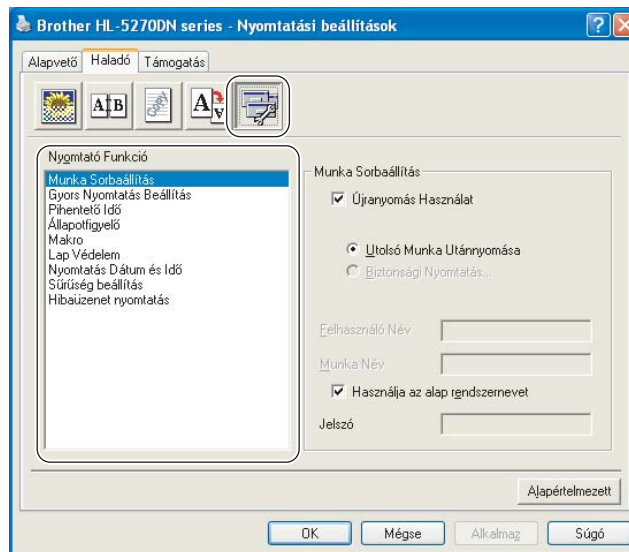 Brother HL-5270DN series - Nyomtatási beállítások
Alapvető Haladó Támogatás
Nyomtató Funkció
Munka Sorbaállítás
Gyors Nyomtatás Beállítás
Pihentető Idő
Állapotfigyelő
Makro
Lap Védelem
Nyomtatás Dátum és Idő
Sűrűség beállítás
Hibaüzenet nyomtatás
Munka Sorbaállítás
Újranyomás Használat
Utolsó Munka Utánnyomása
Biztonsági Nyomtatás...
Felhasználó Név
Munka Név
Használja az alap rendszernevet
Jelszó
Alapértelmezett
OK Mégse Alkalmaz Súgó